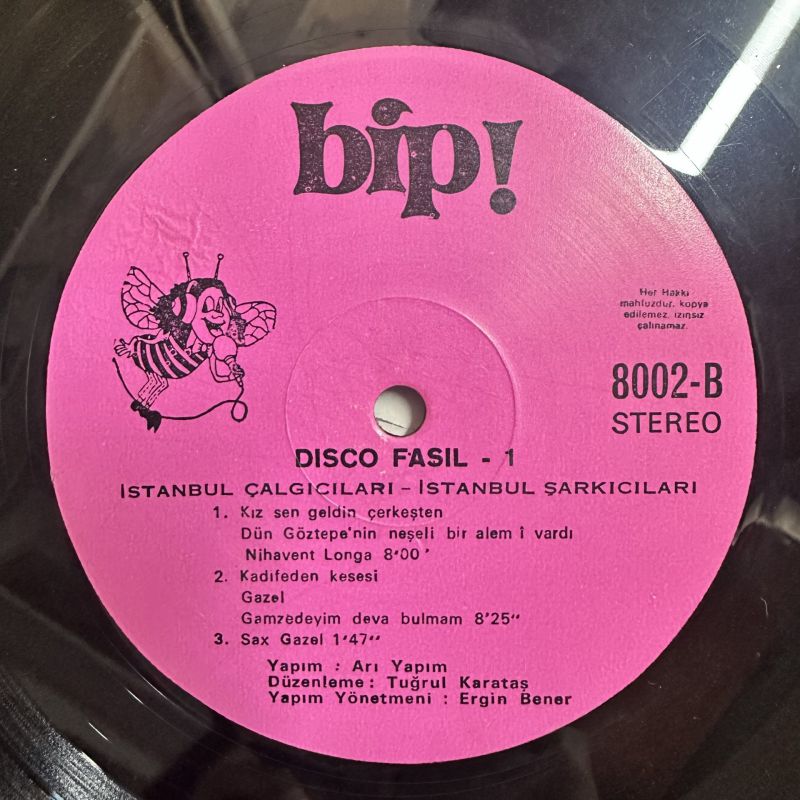 bip!
Her Hakkı
mahfuzdur, kopya
edilemez, izinsiz
çalınamaz.
8002-B
STEREO
DISCO FASIL - 1
İSTANBUL ÇALGICILARI - İSTANBUL ŞARKICILARI
1. Kız sen geldin çerkeşten
Dün Göztepe'nin neşeli bir alem î vardı
Nihavent Longa 8'00'
2. Kadifeden kesesi
Gazel
Gamzedeyim deva bulmam 8'25"
3. Sax Gazel 1'47"
Yapım : Arı Yapım
Düzenleme : Tuğrul Karataş
Yapım Yönetmeni : Ergin Bener